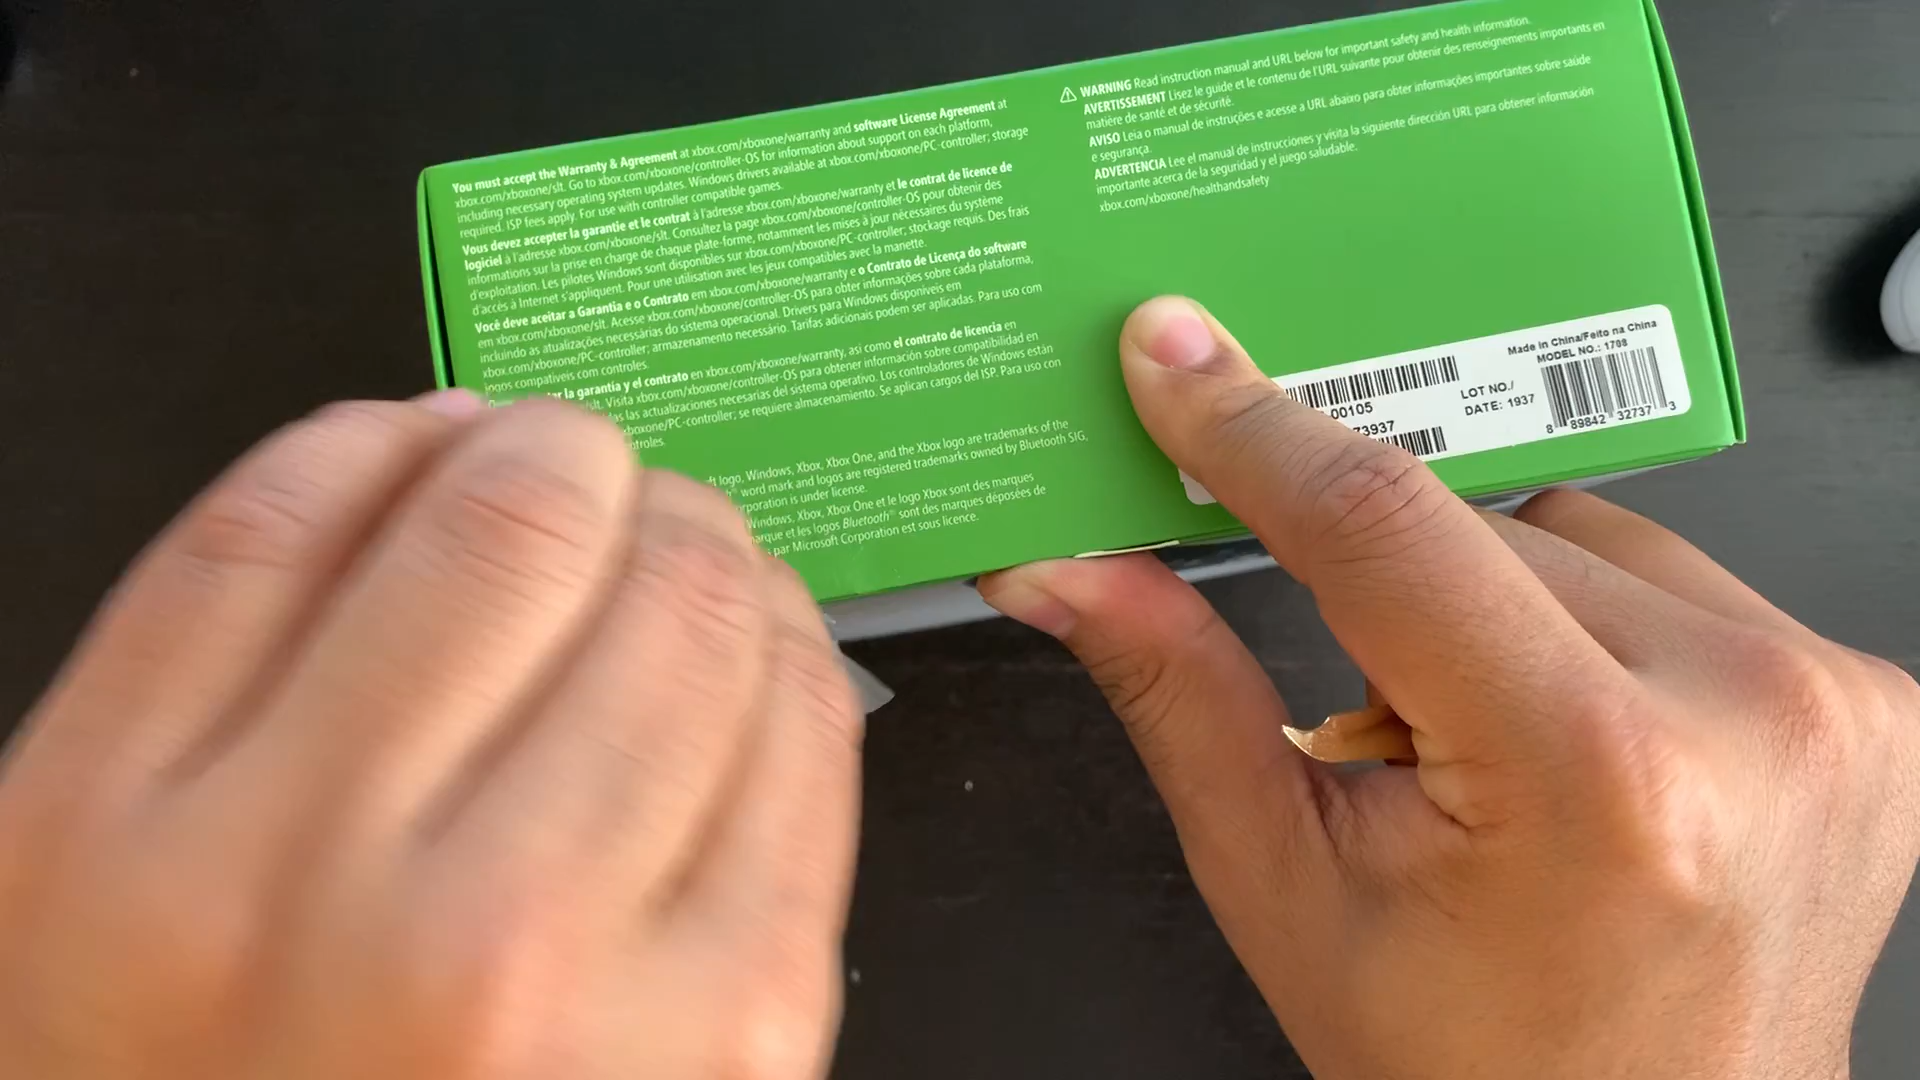 You must accept the Warranty & Agreement at xbox.com/xboxone/warranty and software License Agreement at
xbox.com/xboxone/slt. Go to xbox.com/xboxone/controller-OS for information about support on each platform,
including necessary operating system updates. Windows drivers available at xbox.com/xboxone/PC-controller; storage
required. ISP fees apply. For use with controller compatible games.
Vous devez accepter la garantie et le contrat à l'adresse xbox.com/xboxone/warranty et le contrat de licence de
logiciel à l'adresse xbox.com/xboxone/slt. Consultez la page xbox.com/xboxone/controller-OS pour obtenir des
informations sur la prise en charge de chaque plate-forme, notamment les mises à jour nécessaires du système
d'exploitation. Les pilotes Windows sont disponibles sur xbox.com/xboxone/PC-controller; stockage requis. Des frais
d'accès à Internet s'appliquent. Pour une utilisation avec les jeux compatibles avec la manette.
Você deve aceitar a Garantia e o Contrato em xbox.com/xboxone/warranty e o Contrato de Licença do software
em xbox.com/xboxone/slt. Acesse xbox.com/xboxone/controller-OS para obter informações sobre cada plataforma,
incluindo as atualizações necessárias do sistema operacional. Drivers para Windows disponíveis em
xbox.com/xboxone/PC-controller; armazenamento necessário. Tarifas adicionais podem ser aplicadas. Para uso com
jogos compatíveis com controles.
la garantía y el contrato en xbox.com/xboxone/warranty, así como el contrato de licencia en
/slt. Visita xbox.com/xboxone/controller-OS para obtener información sobre compatibilidad en
las actualizaciones necesarias del sistema operativo. Los controladores de Windows están
xboxone/PC-controller; se requiere almacenamiento. Se aplican cargos del ISP. Para uso con
logo, Windows, Xbox, Xbox One, and the Xbox logo are trademarks of the
word mark and logos are registered trademarks owned by Bluetooth SIG,
is under license.
Windows, Xbox, Xbox One et le logo Xbox sont des marques
et les logos Bluetooth® sont des marques déposées de
par Microsoft Corporation est sous licence.
⚠ WARNING Read instruction manual and URL below for important safety and health information.
AVERTISSEMENT Lisez le guide et le contenu de l'URL suivante pour obtenir des renseignements importants en
matière de santé et de sécurité.
AVISO Leia o manual de instruções e acesse a URL abaixo para obter informações importantes sobre saúde
e segurança.
ADVERTENCIA Lee el manual de instrucciones y visita la siguiente dirección URL para obtener información
importante acerca de la seguridad y el juego saludable.
xbox.com/xboxone/healthandsafety
Made in China/Feito na China
MODEL NO.: 1708
LOT NO./
DATE: 1937
-00105
73937
8 89842 32737 3